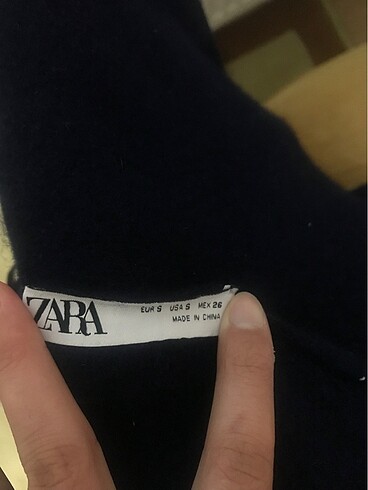 ZARA
EUR S USA S MEX 26
MADE IN CHINA